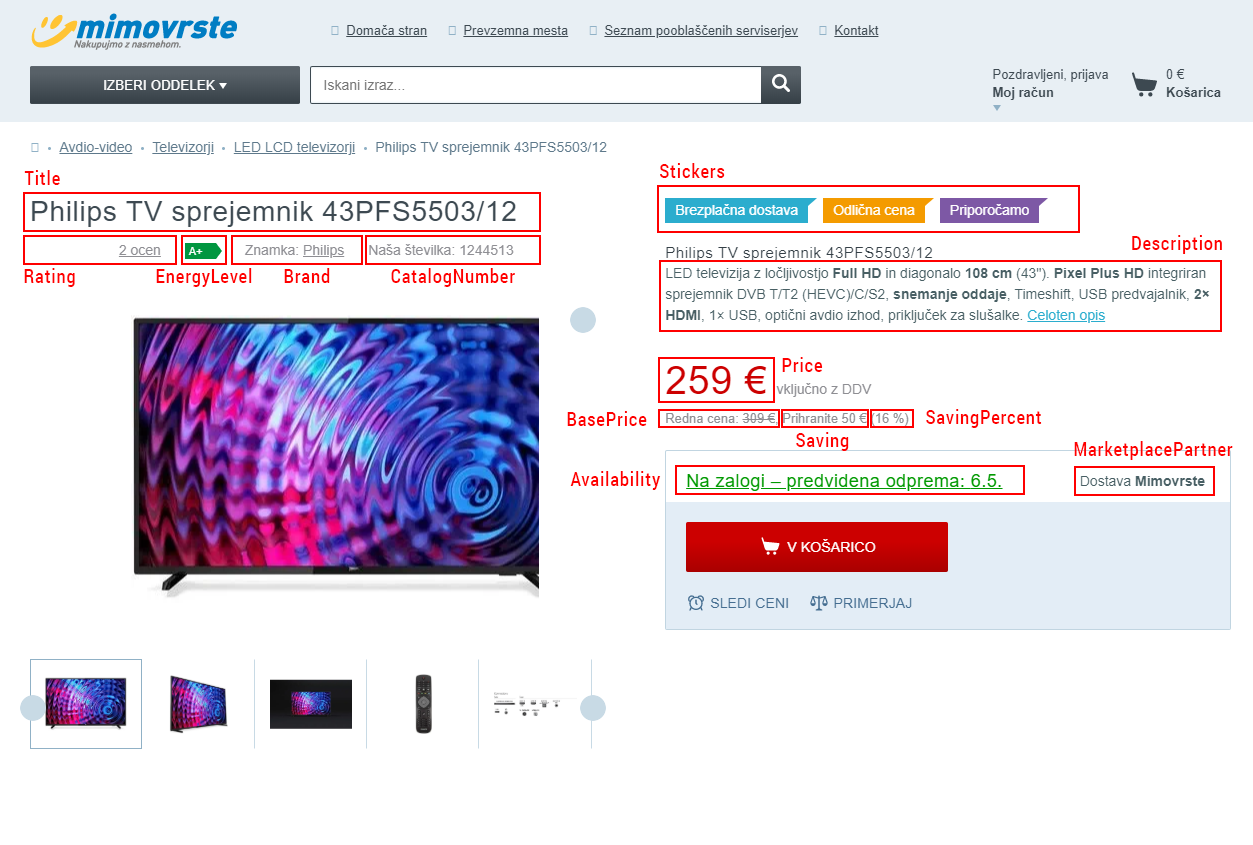 mimovrste
Nakupujmo z nasmehom.
Domača stran
Prevzemna mesta
Seznam pooblaščenih serviserjev
Kontakt
IZBERI ODDELEK
Iskani izraz...
Pozdravljeni, prijava
Moj račun
0 €
Košarica
Avdio-video • Televizorji • LED LCD televizorji • Philips TV sprejemnik 43PFS5503/12
Title
Philips TV sprejemnik 43PFS5503/12
2 ocen
A+
Znamka: Philips
Naša številka: 1244513
Rating
EnergyLevel
Brand
CatalogNumber
Stickers
Brezplačna dostava
Odlična cena
Priporočamo
Philips TV sprejemnik 43PFS5503/12
Description
LED televizija z ločljivostjo Full HD in diagonalo 108 cm (43"). Pixel Plus HD integriran
sprejemnik DVB T/T2 (HEVC)/C/S2, snemanje oddaje, Timeshift, USB predvajalnik, 2×
HDMI, 1× USB, optični avdio izhod, priključek za slušalke. Celoten opis
259 €
Price
vključno z DDV
BasePrice
Redna cena: 309 €
Prihranite 50 €
(16 %)
SavingPercent
Saving
MarketplacePartner
Availability
Na zalogi – predvidena odprema: 6.5.
Dostava Mimovrste
V KOŠARICO
SLEDI CENI
PRIMERJAJ